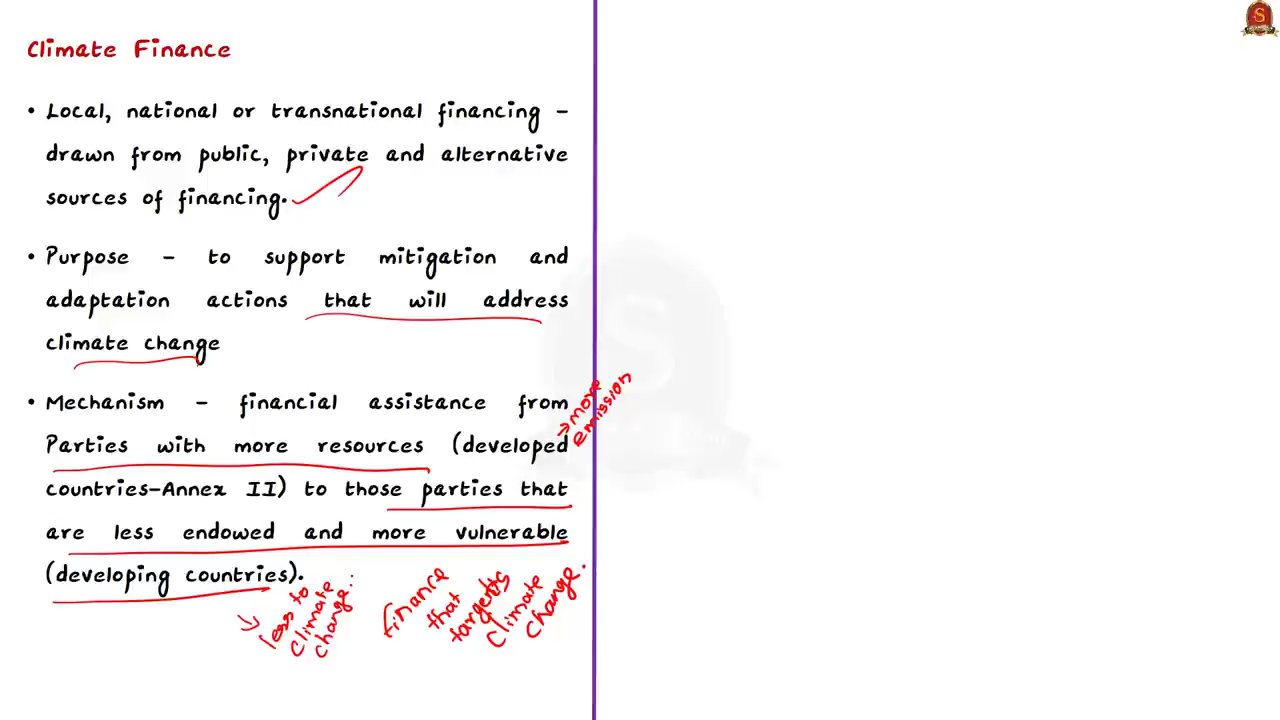 Climate Finance
• Local, national or transnational financing –
drawn from public, private and alternative
sources of financing.
• Purpose – to support mitigation and
adaptation actions that will address
climate change
• Mechanism – financial assistance from
Parties with more resources (developed
countries-Annex II) to those parties that
are less endowed and more vulnerable
(developing countries).
→ more
emission
→ less to
climate
change..
Finance
that
targets
climate
change.
S